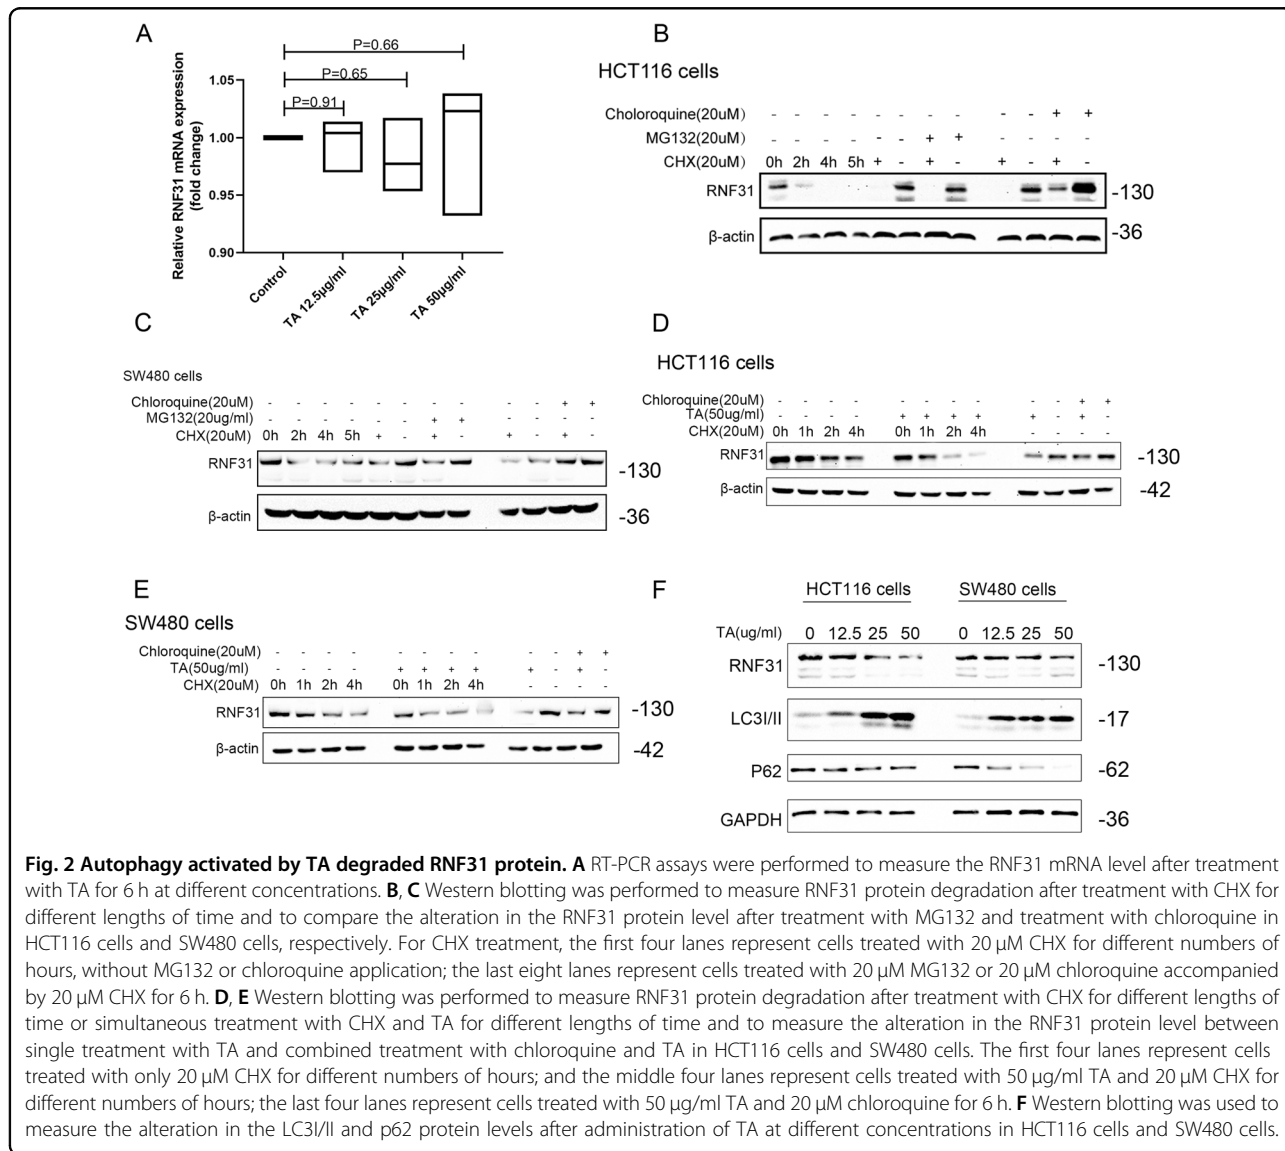 A
P=0.66
P=0.65
P=0.91
1.05
1.00
0.95
0.90
Relative RNF31 mRNA expression
(fold change)
Control
TA 12.5μg/ml
TA 25μg/ml
TA 50μg/ml
B
HCT116 cells
Choloroquine(20uM) - - - - - - - - - - + +
MG132(20uM) - - - - - - + + - - - -
CHX(20uM) 0h 2h 4h 5h + - + - + - + -
RNF31
-130
β-actin
-36
C
SW480 cells
Chloroquine(20uM) - - - - - - - - - - + +
MG132(20ug/ml) - - - - - - + + - - - -
CHX(20uM) 0h 2h 4h 5h + - + - + - + -
RNF31
-130
β-actin
-36
D
HCT116 cells
Chloroquine(20uM) - - - - - - - - - - + +
TA(50ug/ml) - - - - + + + + + - + -
CHX(20uM) 0h 1h 2h 4h 0h 1h 2h 4h - - - -
RNF31
-130
β-actin
-42
E
SW480 cells
Chloroquine(20uM) - - - - - - - - - - + +
TA(50ug/ml) - - - - + + + + + - + -
CHX(20uM) 0h 1h 2h 4h 0h 1h 2h 4h - - - -
RNF31
-130
β-actin
-42
F
HCT116 cells SW480 cells
TA(ug/ml) 0 12.5 25 50 0 12.5 25 50
RNF31
-130
LC3I/II
-17
P62
-62
GAPDH
-36
Fig. 2 Autophagy activated by TA degraded RNF31 protein. A RT-PCR assays were performed to measure the RNF31 mRNA level after treatment
with TA for 6 h at different concentrations. B, C Western blotting was performed to measure RNF31 protein degradation after treatment with CHX for
different lengths of time and to compare the alteration in the RNF31 protein level after treatment with MG132 and treatment with chloroquine in
HCT116 cells and SW480 cells, respectively. For CHX treatment, the first four lanes represent cells treated with 20 μM CHX for different numbers of
hours, without MG132 or chloroquine application; the last eight lanes represent cells treated with 20 μM MG132 or 20 μM chloroquine accompanied
by 20 μM CHX for 6 h. D, E Western blotting was performed to measure RNF31 protein degradation after treatment with CHX for different lengths of
time or simultaneous treatment with CHX and TA for different lengths of time and to measure the alteration in the RNF31 protein level between
single treatment with TA and combined treatment with chloroquine and TA in HCT116 cells and SW480 cells. The first four lanes represent cells
treated with only 20 μM CHX for different numbers of hours; and the middle four lanes represent cells treated with 50 μg/ml TA and 20 μM CHX for
different numbers of hours; the last four lanes represent cells treated with 50 μg/ml TA and 20 μM chloroquine for 6 h. F Western blotting was used to
measure the alteration in the LC3I/II and p62 protein levels after administration of TA at different concentrations in HCT116 cells and SW480 cells.